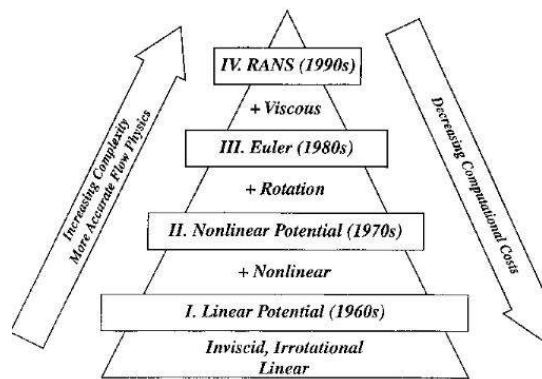 IV. RANS (1990s)
+ Viscous
III. Euler (1980s)
+ Rotation
II. Nonlinear Potential (1970s)
+ Nonlinear
I. Linear Potential (1960s)
Inviscid, Irrotational
Linear
Increasing Complexity
More Accurate Flow Physics
Decreasing Computational Costs